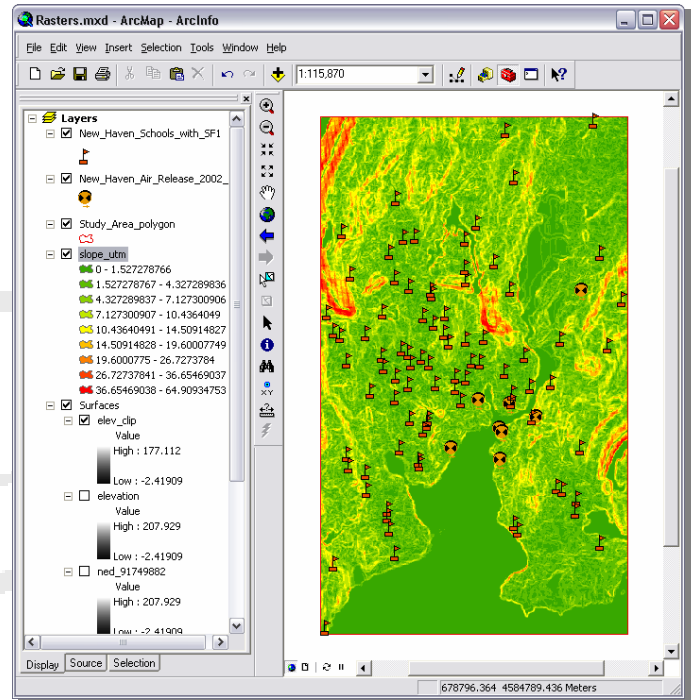 Rasters.mxd - ArcMap - ArcInfo
File Edit View Insert Selection Tools Window Help
1:115,870
Layers
New_Haven_Schools_with_SF1
New_Haven_Air_Release_2002_
Study_Area_polygon
slope_utm
0 - 1.527278766
1.52727867 - 4.327289836
4.327289837 - 7.127300906
7.127300907 - 10.4364049
10.43640491 - 14.50914827
14.50914828 - 19.60007749
19.6000775 - 26.7273784
26.72737841 - 36.65469037
36.65469038 - 64.90934753
Surfaces
elev_clip
Value
High : 177.112
Low : -2.41909
elevation
Value
High : 207.929
Low : -2.41909
ned_91749882
Value
High : 207.929
Low : -2.41909
Display Source Selection
678796.364 4584789.436 Meters